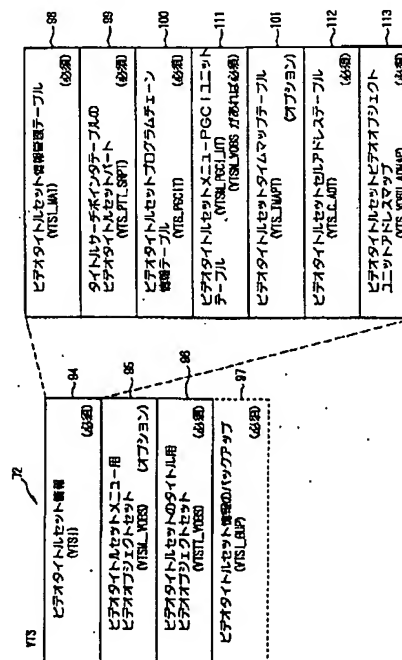 VTS
72
ビデオタイトルセット情報
(VTSI)
(必須)
94
ビデオタイトルセットメニュー用
ビデオオブジェクトセット
(VTSM_VOBS)
(オプション)
95
ビデオタイトルセットのタイトル用
ビデオオブジェクトセット
(VTSTT_VOBS)
(必須)
96
ビデオタイトルセット情報のバックアップ
(VTSI_BUP)
(必須)
97
ビデオタイトルセット情報管理テーブル
(VTSI_MAT)
(必須)
98
タイトルサーチポインタテーブルの
ビデオタイトルセットパート
(VTS_PTT_SRPT)
(必須)
99
ビデオタイトルセットプログラムチェーン
情報テーブル
(VTS_PGCIT)
(必須)
100
ビデオタイトルセットメニューPGCIユニット
テーブル
(VTSM_PGCI_UT)
(VTSM_VOBS があれば必須)
111
ビデオタイトルセットタイムマップテーブル
(VTS_TMAPT)
(オプション)
101
ビデオタイトルセットセルアドレステーブル
(VTS_C_ADT)
(必須)
112
ビデオタイトルセットビデオオブジェクト
ユニットアドレスマップ
(VTS_VOBU_ADMAP)
(必須)
113